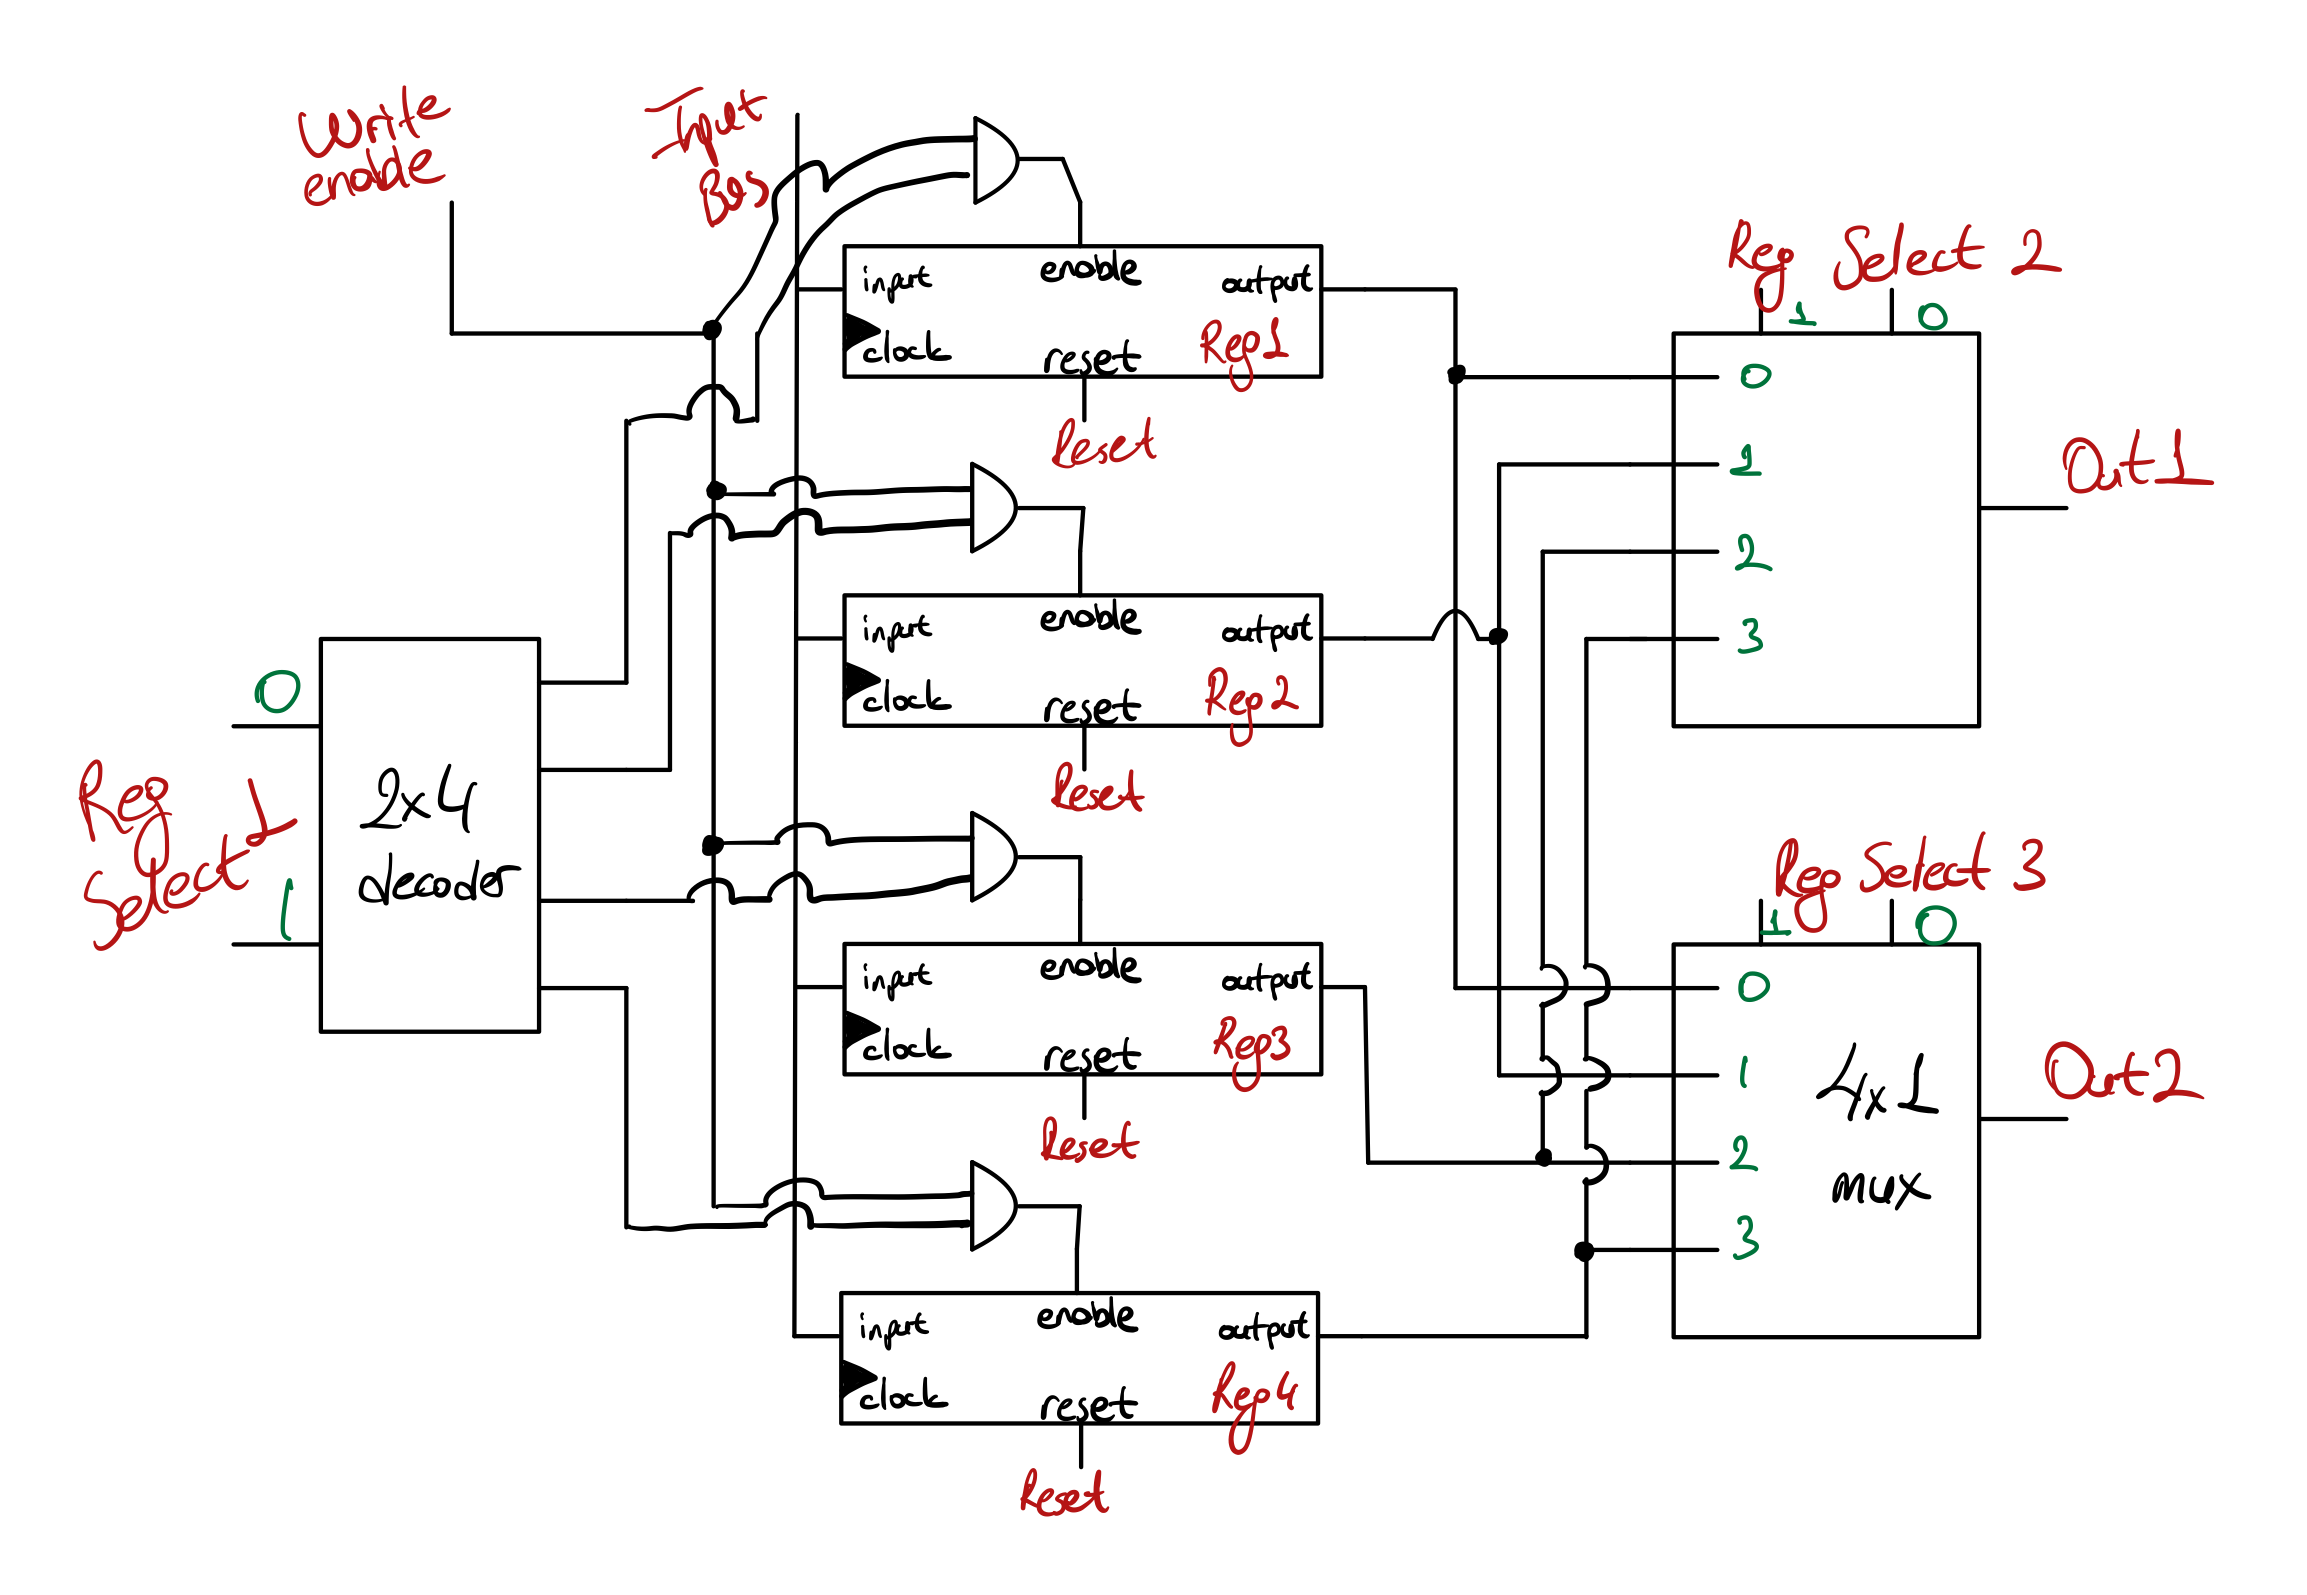 Write
enable
Input
Bus
input
enable
output
clock
reset
Reg1
Reset
input
enable
output
clock
reset
Reg2
Reset
input
enable
output
clock
reset
Reg3
Reset
input
enable
output
clock
reset
Reg4
Reset
0
Reg
Select 1
1
2x4
decoder
Reg Select 2
1
0
0
1
2
3
Out1
Reg Select 3
1
0
0
1
2
3
4x1
mux
Out2